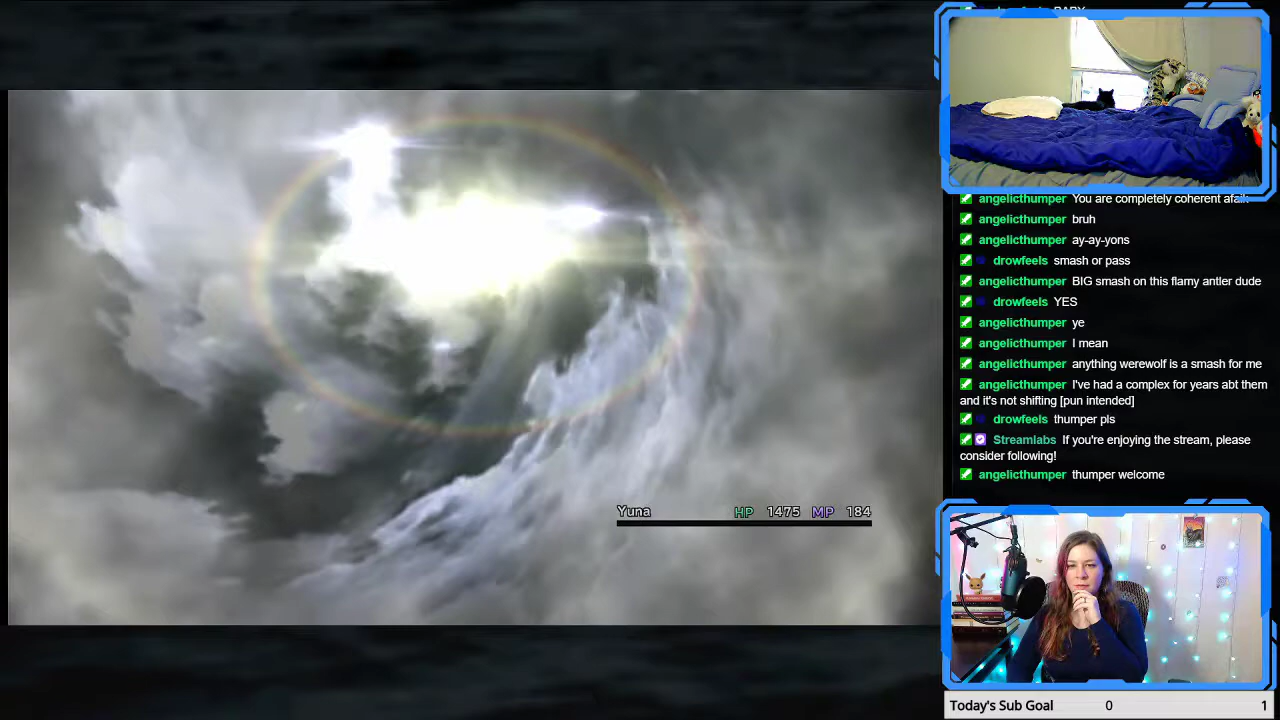 Yuna HP 1475 MP 184
angelicthumper You are completely coherent afaik
angelicthumper bruh
angelicthumper ay-ay-yons
drowfeels smash or pass
angelicthumper BIG smash on this flamy antler dude
drowfeels YES
angelicthumper ye
angelicthumper I mean
angelicthumper anything werewolf is a smash for me
angelicthumper I've had a complex for years abt them
and it's not shifting [pun intended]
drowfeels thumper pls
Streamlabs If you're enjoying the stream, please
consider following!
angelicthumper thumper welcome
Today's Sub Goal 0 1